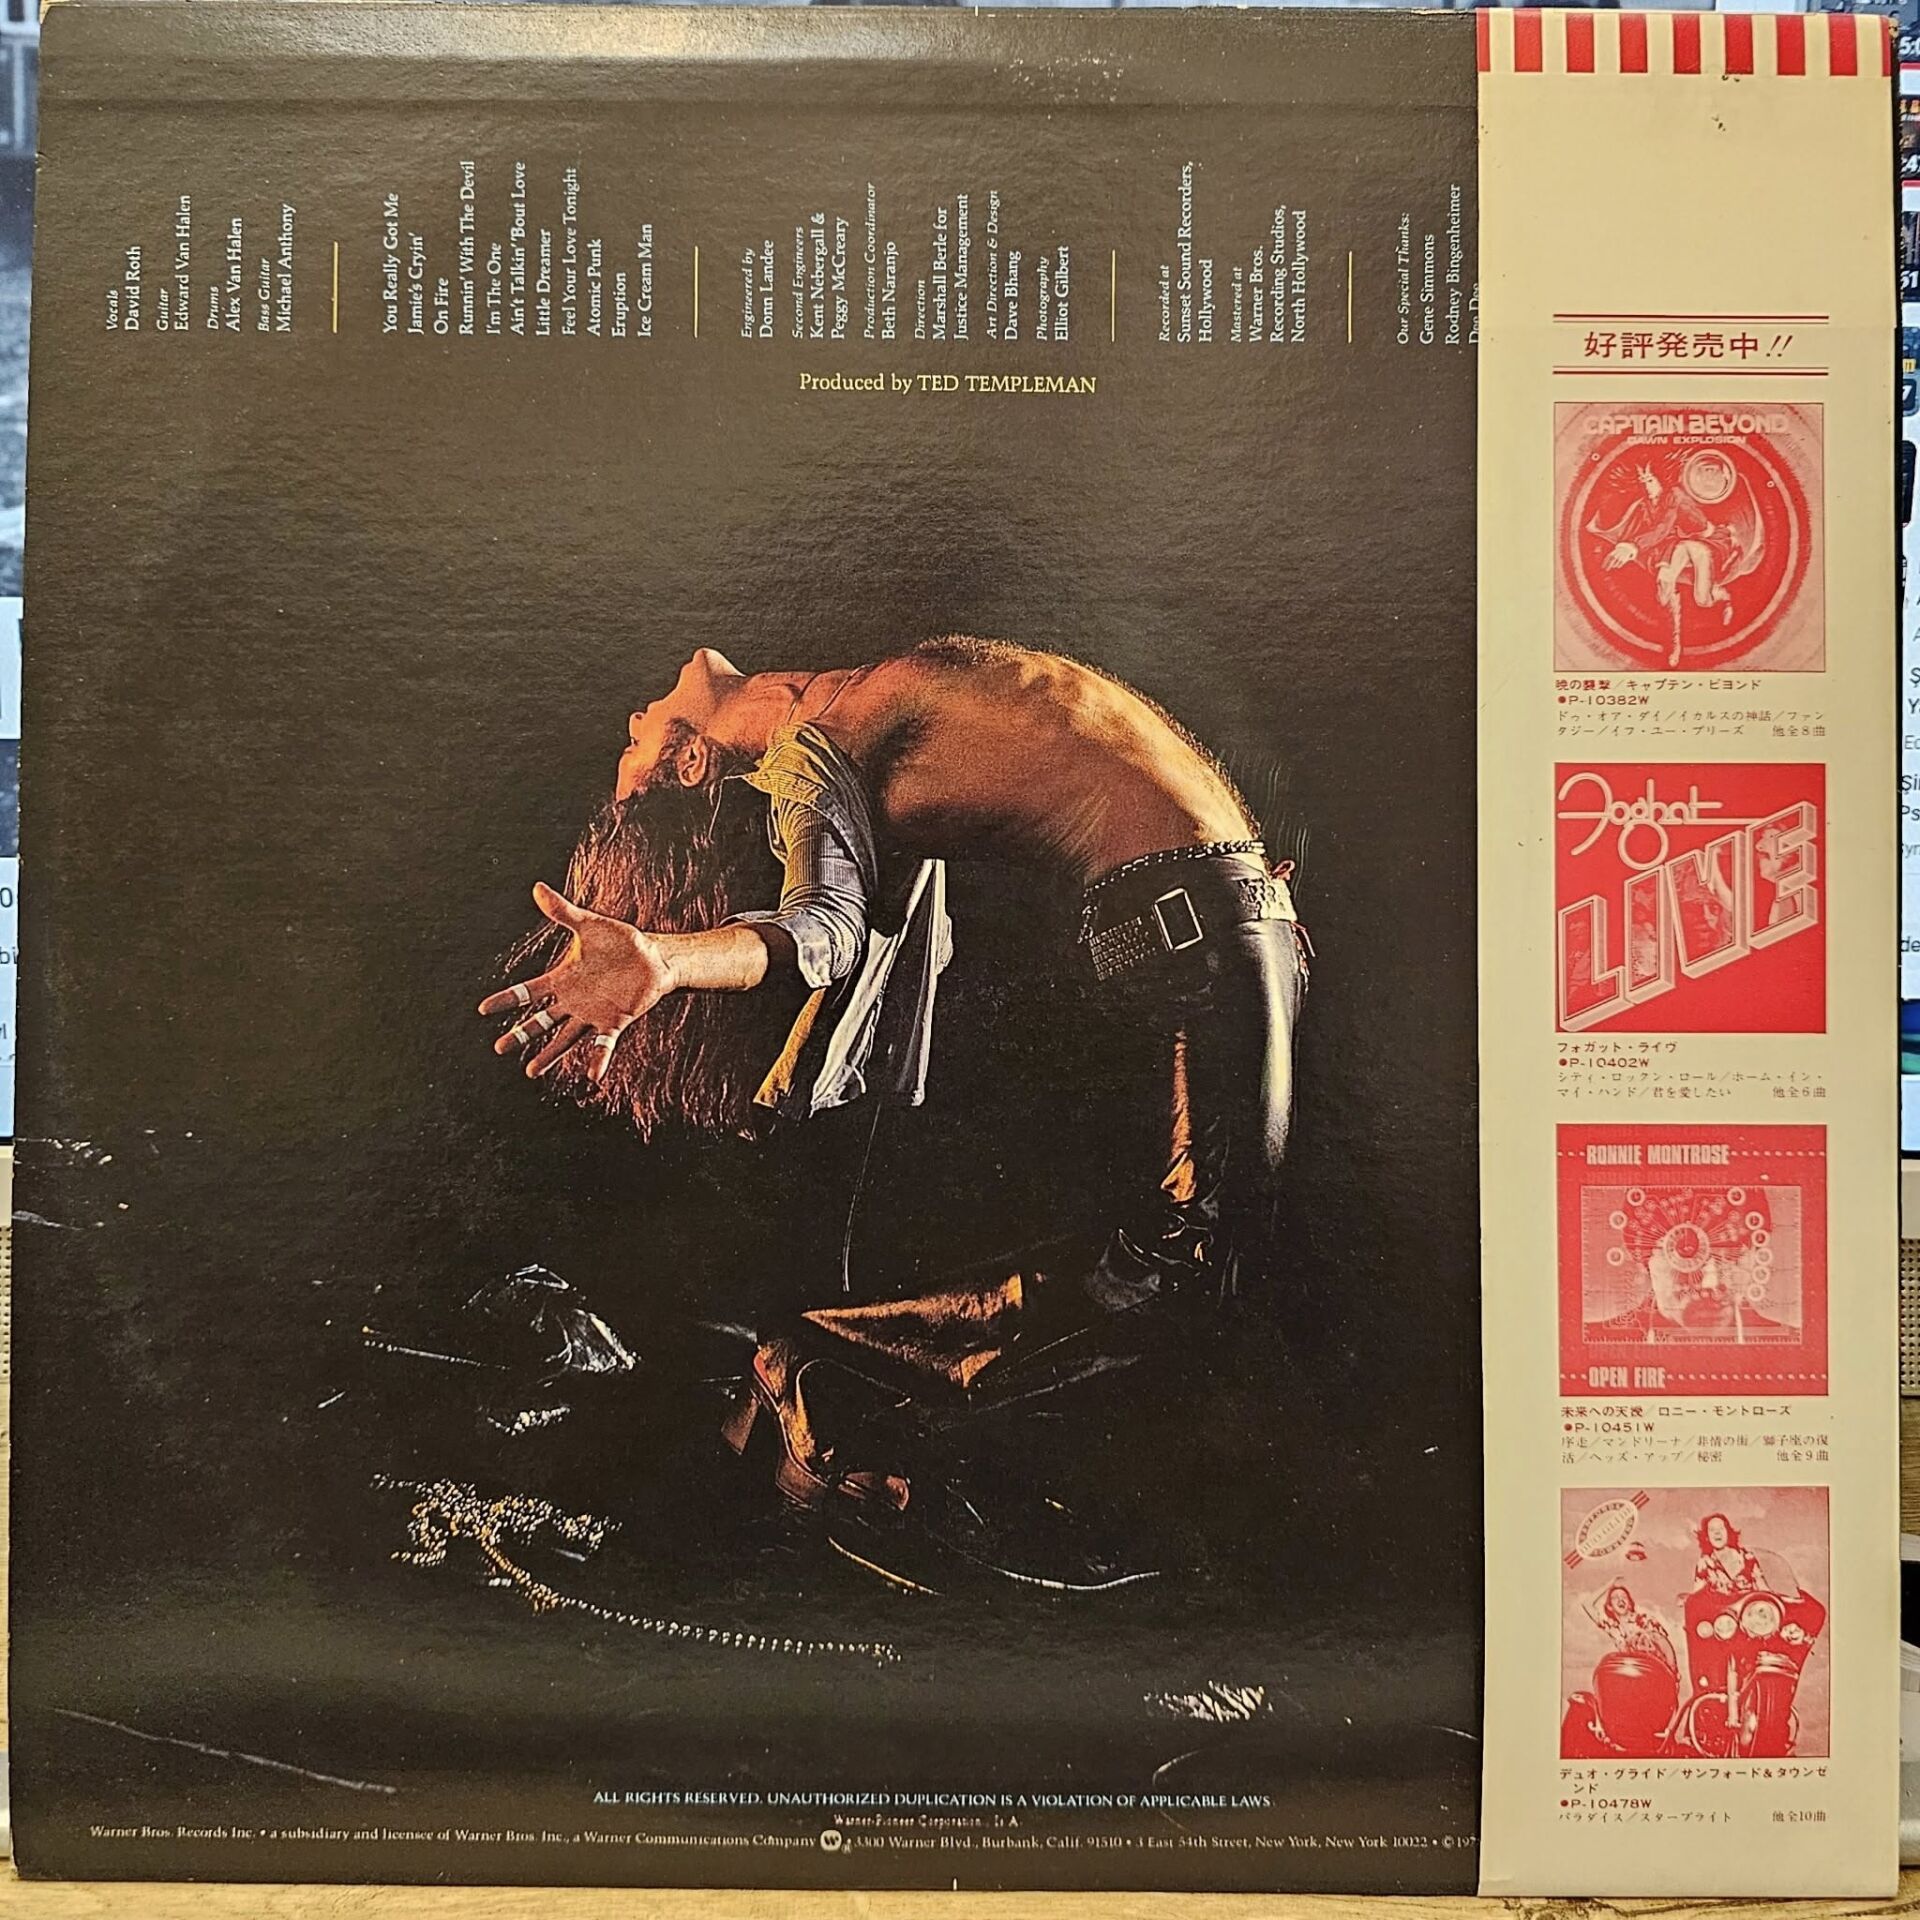 Vocals
David Roth
Guitar
Edward Van Halen
Drums
Alex Van Halen
Bass Guitar
Michael Anthony
You Really Got Me
Jamie's Cryin'
On Fire
Runnin' With The Devil
I'm The One
Ain't Talkin' 'Bout Love
Little Dreamer
Feel Your Love Tonight
Atomic Punk
Eruption
Ice Cream Man
Engineered by
Donn Landee
Second Engineers
Kent Nebergall &
Peggy McCreary
Production Coordinator
Beth Naranjo
Direction
Marshall Berle for
Justice Management
Art Direction & Design
Dave Bhang
Photography
Elliot Gilbert
Recorded at
Sunset Sound Recorders,
Hollywood
Mastered at
Warner Bros.
Recording Studios,
North Hollywood
Our Special Thanks:
Gene Simmons
Rodney Bingenheimer
Produced by TED TEMPLEMAN
ALL RIGHTS RESERVED. UNAUTHORIZED DUPLICATION IS A VIOLATION OF APPLICABLE LAWS.
Warner-Pioneer Corporation
Warner Bros. Records Inc. • a subsidiary and licensee of Warner Bros. Inc., a Warner Communications Company W ® • 3300 Warner Blvd., Burbank, Calif. 91510 • 3 East 54th Street, New York, New York 10022 • © 197
好評発売中!!
CAPTAIN BEYOND
DAWN EXPLOSION
暁の襲撃/キャプテン・ビヨンド
●P-10382W
ドゥ・オア・ダイ/イカルスの神話/ファン
タジー/イフ・ユー・プリーズ 他全8曲
Foghat
LIVE
フォガット・ライヴ
●P-10402W
シティ・ロックン・ロール/ホーム・イン・
マイ・ハンド/君を愛したい 他全6曲
RONNIE MONTROSE
OPEN FIRE
未来への天漫/ロニー・モントローズ
●P-10451W
序走/マンドリーナ/非情の街/獅子座の復
活/ヘッズ・アップ/秘密 他全9曲
デュオ・グライド/サンフォード&タウンゼ
ンド
●P-10478W
パラダイス/スターブライト 他全10曲